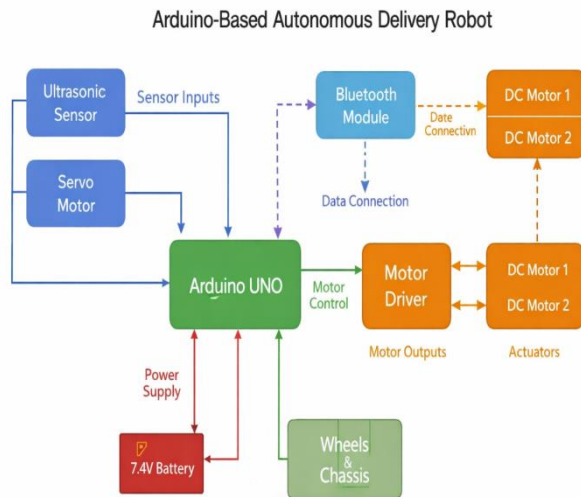 Arduino-Based Autonomous Delivery Robot
Ultrasonic
Sensor
Sensor Inputs
Bluetooth
Module
Date
Connectivn
DC Motor 1
DC Motor 2
Servo
Motor
Data Connection
Arduino UNO
Motor
Control
Motor
Driver
DC Motor 1
DC Motor 2
Motor Outputs
Actuators
Power
Supply
7.4V Battery
Wheels
&
Chassis